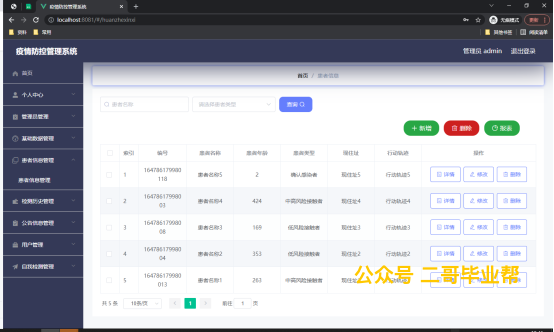 疫情防控管理系统
localhost:8081/#/huanzhexinxi
无痕模式
更新
资料
常用
其他书签
阅读清单
疫情防控管理系统
管理员 admin
退出登录
首页
首页 / 患者信息
个人中心
管理员管理
基础数据管理
患者信息管理
患者信息管理
检测历史管理
公告信息管理
用户管理
自我检测管理
患者名称
请选择患者类型
查询
+ 新增
删除
报表
索引 编号 患者名称 患者年龄 患者类型 现住址 行动轨迹 操作
1 164786179980118 患者名称5 2 确认感染者 现住址5 行动轨迹5 详情 修改 删除
2 16478617998003 患者名称4 424 中高风险接触者 现住址4 行动轨迹4 详情 修改 删除
3 16478617998008 患者名称3 169 低风险接触者 现住址3 行动轨迹3 详情 修改 删除
4 16478617998004 患者名称2 153 低风险接触者 现住址2 行动轨迹2 详情 修改 删除
5 164786179980013 患者名称1 263 中高风险接触者 现住址1 行动轨迹1 详情 修改 删除
共 5 条 10条/页 1 前往 1 页
公众号 二哥毕业帮